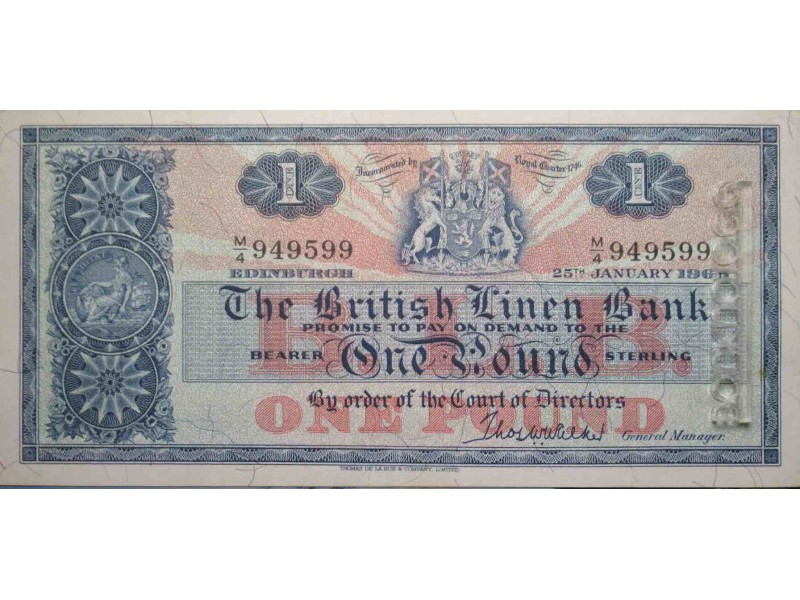 Incorporated by Royal Charter 1746
1 ONE 1 ONE
M/4 949599 M/4 949599
EDINBURGH 25TH JANUARY 196
The British Linen Bank
PROMISE TO PAY ON DEMAND TO THE
BEARER One Pound STERLING
By order of the Court of Directors
ONE POUND
General Manager.
THOMAS DE LA RUE & COMPANY, LIMITED